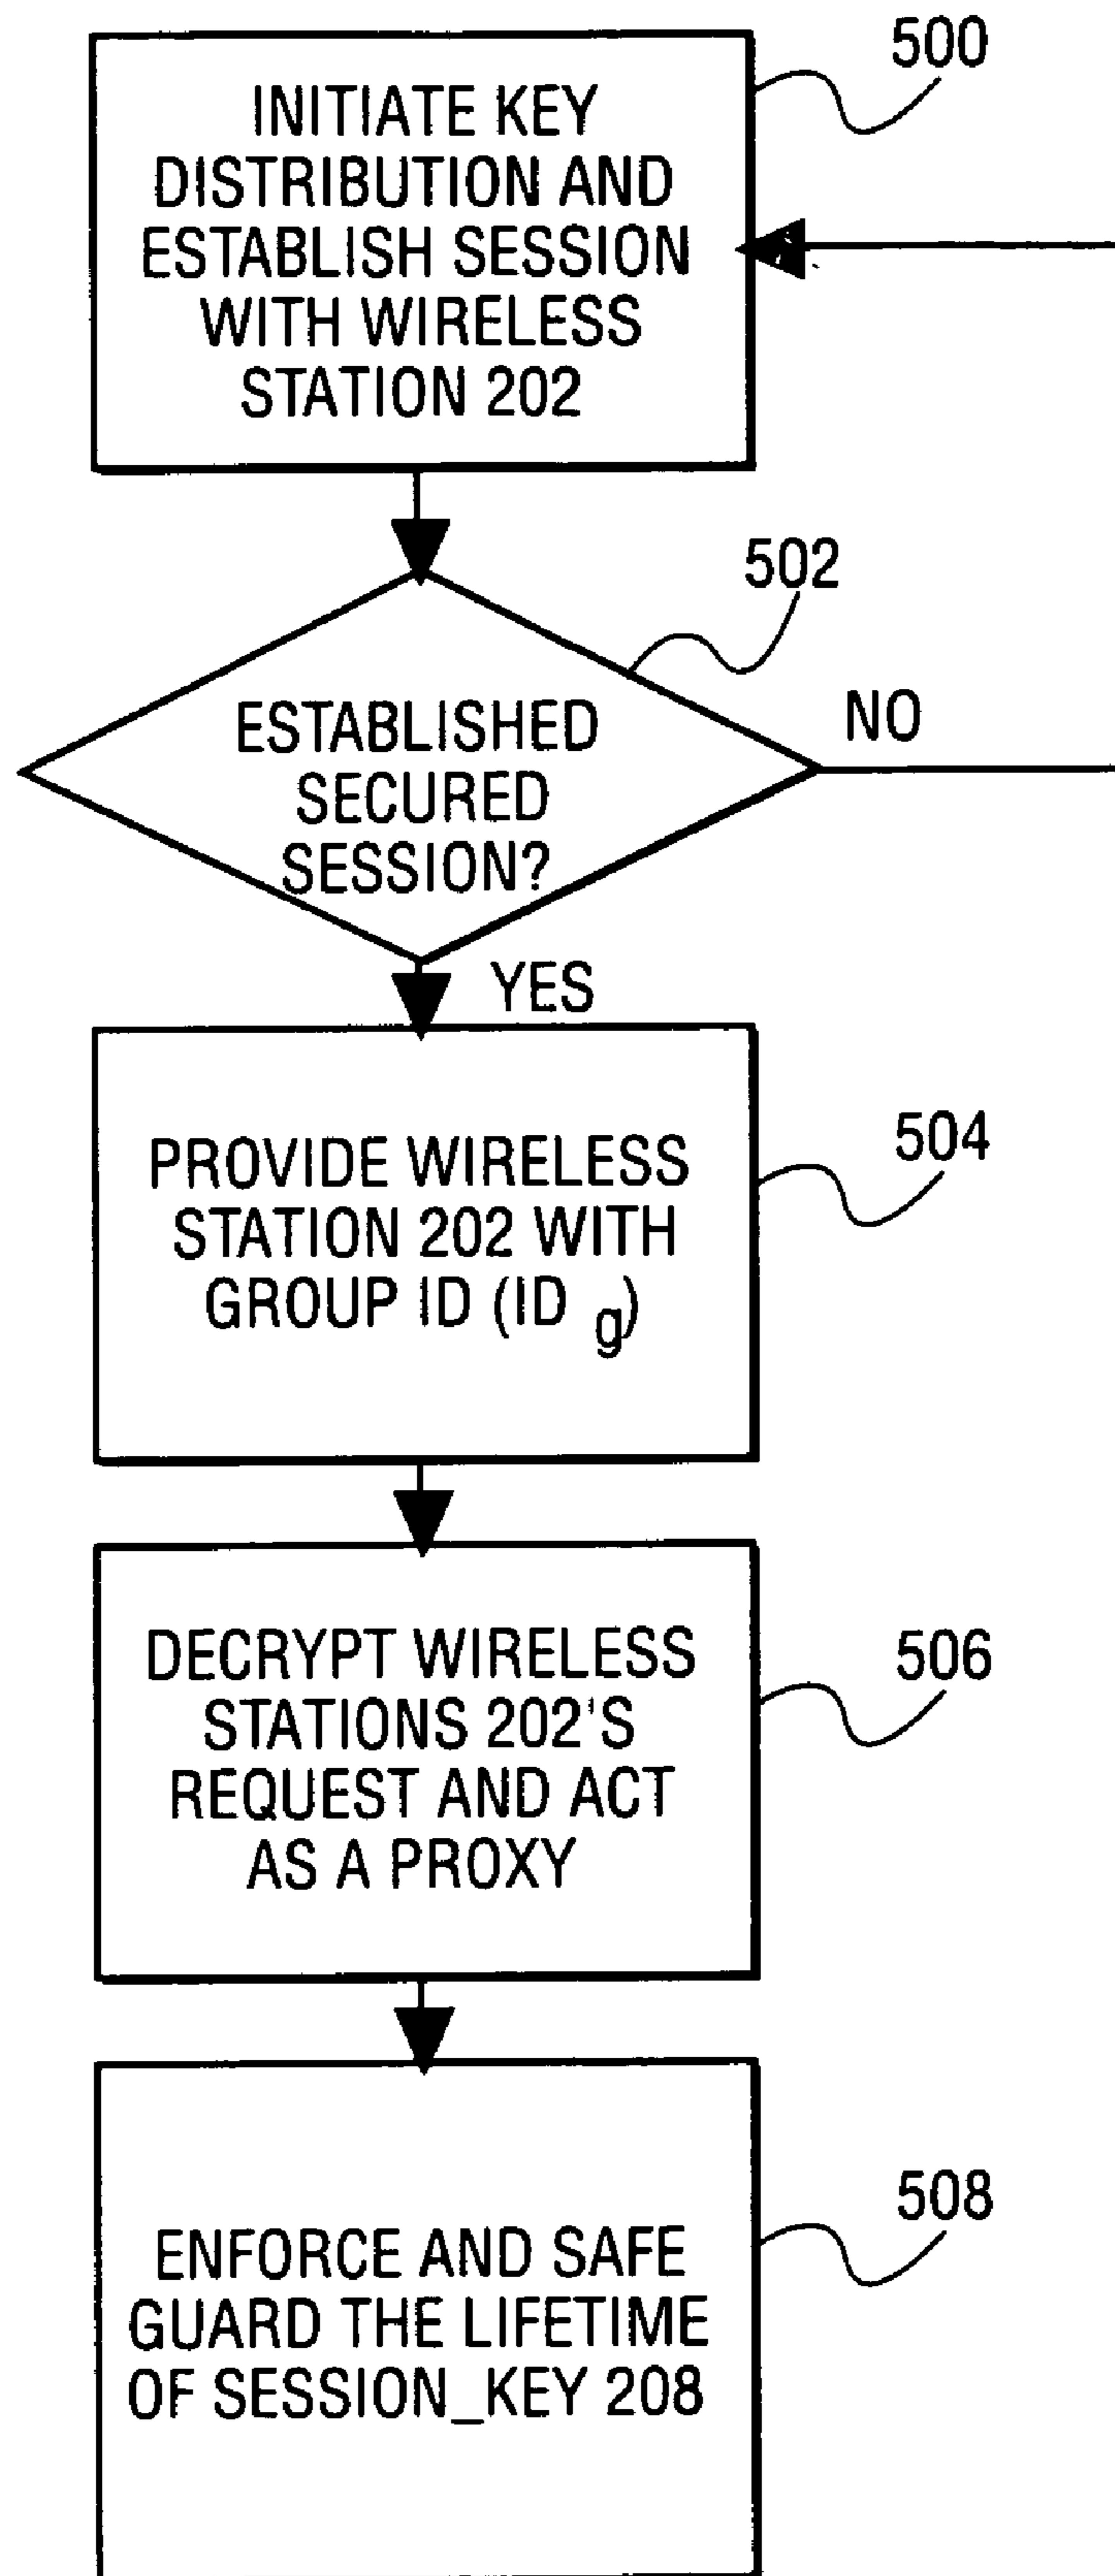 500
INITIATE KEY
DISTRIBUTION AND
ESTABLISH SESSION
WITH WIRELESS
STATION 202
502
ESTABLISHED
SECURED
SESSION?
NO
YES
504
PROVIDE WIRELESS
STATION 202 WITH
GROUP ID (ID g)
506
DECRYPT WIRELESS
STATIONS 202'S
REQUEST AND ACT
AS A PROXY
508
ENFORCE AND SAFE
GUARD THE LIFETIME
OF SESSION_KEY 208